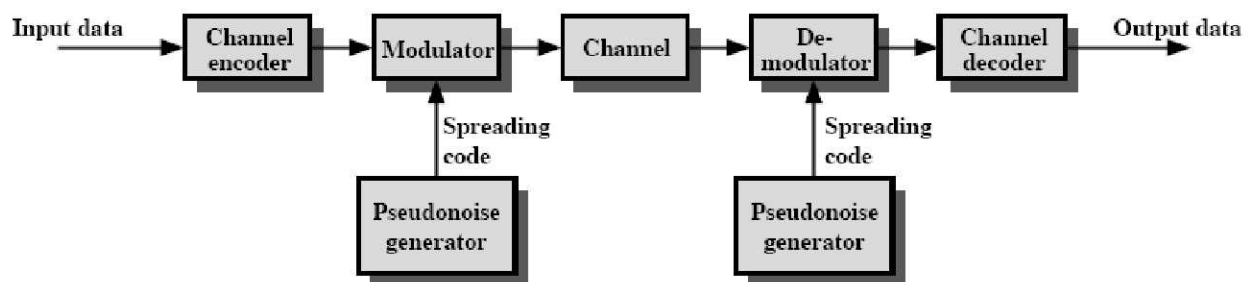 Input data
Channel
encoder
Modulator
Channel
De-
modulator
Channel
decoder
Output data
Spreading
code
Spreading
code
Pseudonoise
generator
Pseudonoise
generator